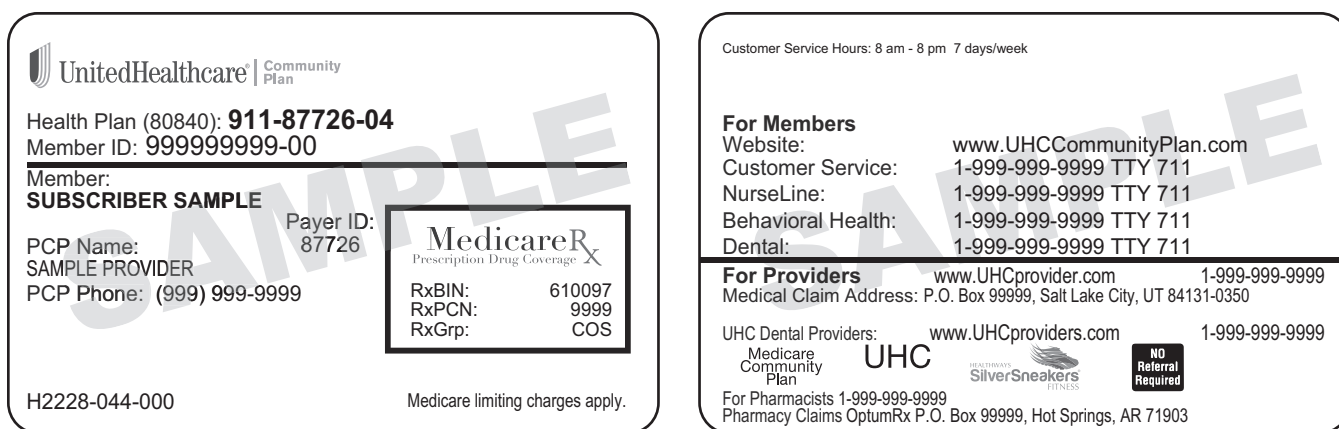 UnitedHealthcare® | Community Plan
Health Plan (80840): 911-87726-04
Member ID: 999999999-00
Member:
SUBSCRIBER SAMPLE
Payer ID:
87726
PCP Name:
SAMPLE PROVIDER
PCP Phone: (999) 999-9999
MedicareRx
Prescription Drug Coverage
RxBIN: 610097
RxPCN: 9999
RxGrp: COS
SAMPLE
H2228-044-000
Medicare limiting charges apply.
Customer Service Hours: 8 am - 8 pm 7 days/week
For Members
Website: www.UHCCommunityPlan.com
Customer Service: 1-999-999-9999 TTY 711
NurseLine: 1-999-999-9999 TTY 711
Behavioral Health: 1-999-999-9999 TTY 711
Dental: 1-999-999-9999 TTY 711
For Providers www.UHCprovider.com 1-999-999-9999
Medical Claim Address: P.O. Box 99999, Salt Lake City, UT 84131-0350
UHC Dental Providers: www.UHCproviders.com 1-999-999-9999
Medicare
Community
Plan
UHC
HEALTHWAYS
SilverSneakers®
FITNESS
NO
Referral
Required
For Pharmacists 1-999-999-9999
Pharmacy Claims OptumRx P.O. Box 99999, Hot Springs, AR 71903
SAMPLE